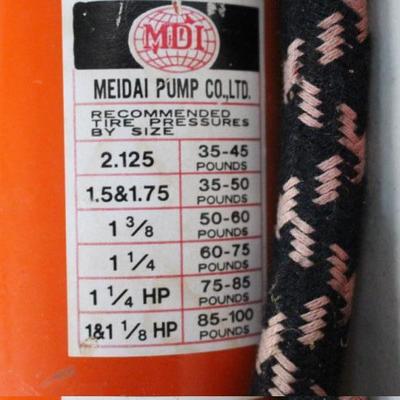 MDI
MEIDAI PUMP CO.,LTD.
RECOMMENDED
TIRE PRESSURES
BY SIZE
2.125 35-45 POUNDS
1.5&1.75 35-50 POUNDS
1 3/8 50-60 POUNDS
1 1/4 60-75 POUNDS
1 1/4 HP 75-85 POUNDS
1&1 1/8 HP 85-100 POUNDS